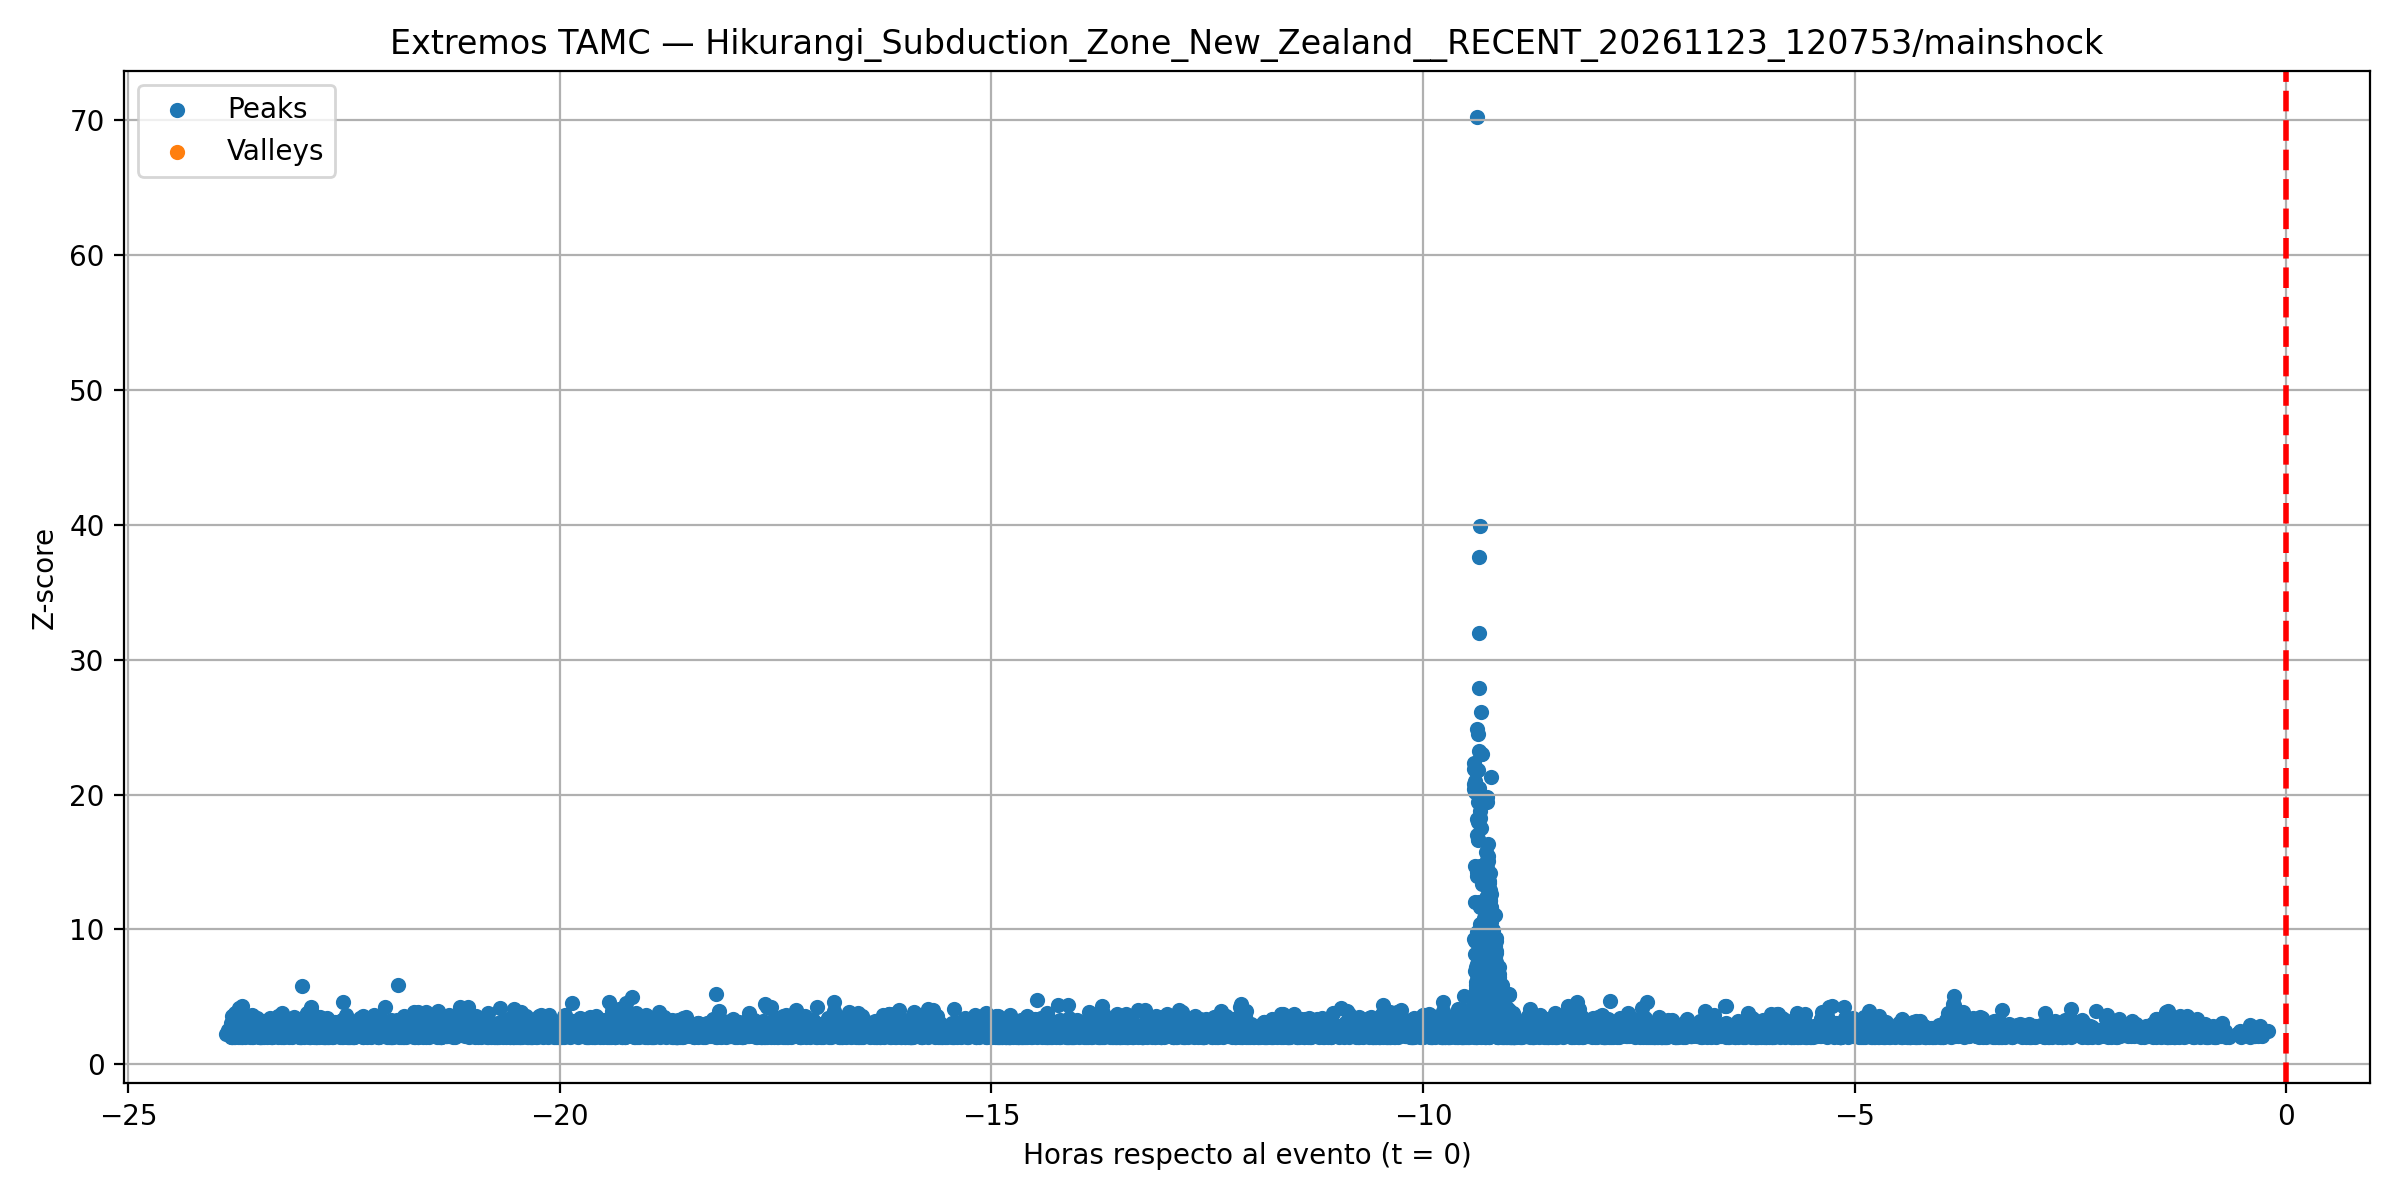 Extremos TAMC — Hikurangi_Subduction_Zone_New_Zealand__RECENT_20261123_120753/mainshock
Peaks
Valleys
70
60
50
40
30
20
10
0
Z-score
−25
−20
−15
−10
−5
0
Horas respecto al evento (t = 0)